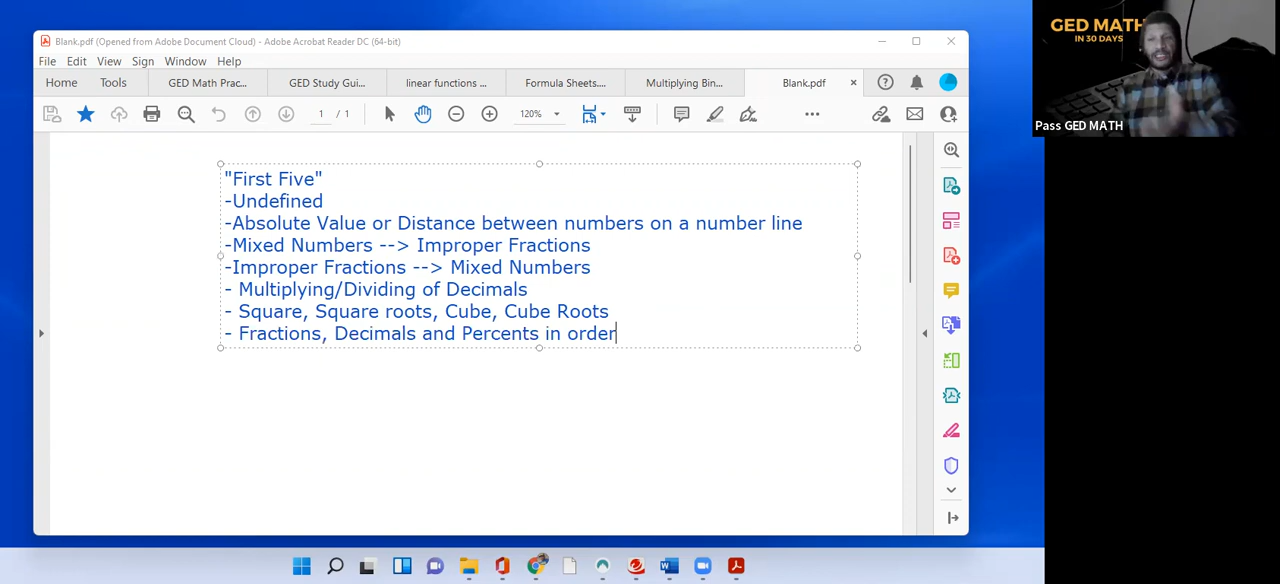 Blank.pdf (Opened from Adobe Document Cloud) - Adobe Acrobat Reader DC (64-bit)
File Edit View Sign Window Help
Home Tools GED Math Prac... GED Study Gui... linear functions ... Formula Sheets.... Multiplying Bin... Blank.pdf
1 / 1 120%
"First Five"
-Undefined
-Absolute Value or Distance between numbers on a number line
-Mixed Numbers --> Improper Fractions
-Improper Fractions --> Mixed Numbers
- Multiplying/Dividing of Decimals
- Square, Square roots, Cube, Cube Roots
- Fractions, Decimals and Percents in order
GED MATH
IN 30 DAYS
Pass GED MATH